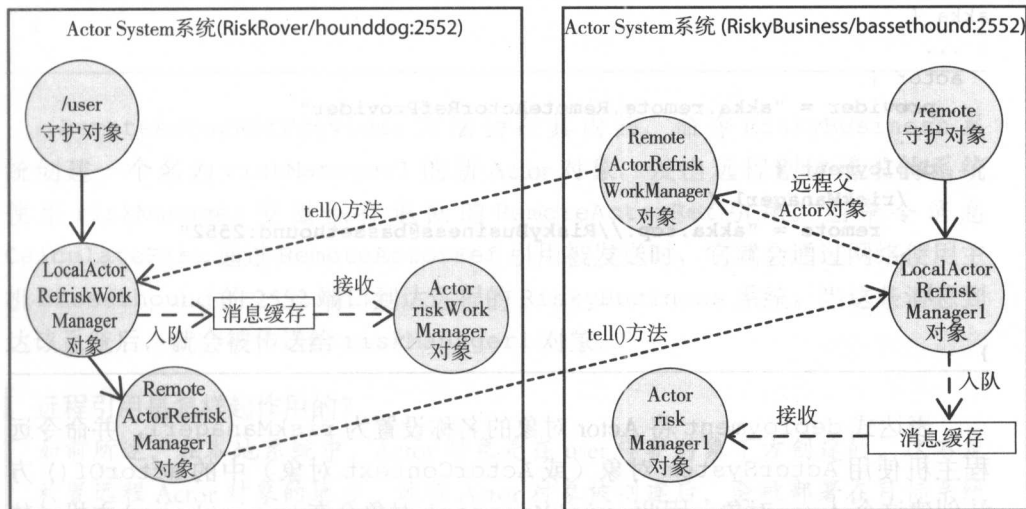 Actor System系统(RiskRover/hounddog:2552)
/user
守护对象
LocalActor
RefriskWork
Manager
对象
入队
消息缓存
接收
Actor
riskWork
Manager
对象
Remote
ActorRefrisk
Manager1
对象
tell()方法
tell()方法
Actor System系统 (RiskyBusiness/bassethound:2552)
Remote
ActorRefrisk
WorkManager
对象
/remote
守护对象
远程父
Actor对象
LocalActor
Refrisk
Manager1
对象
入队
消息缓存
接收
Actor
risk
Manager1
对象